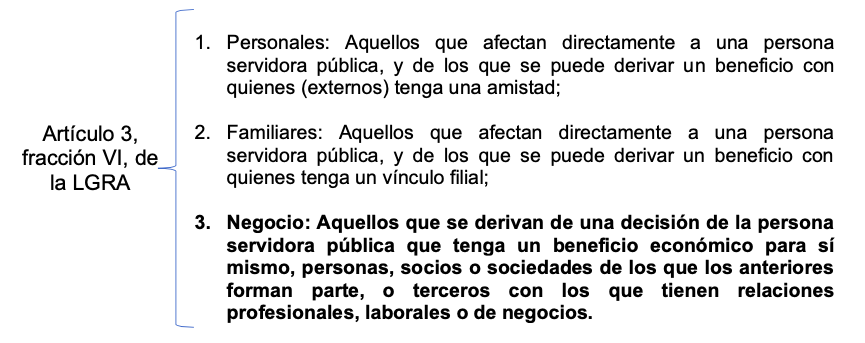 Artículo 3,
fracción VI, de
la LGRA
1. Personales: Aquellos que afectan directamente a una persona
servidora pública, y de los que se puede derivar un beneficio con
quienes (externos) tenga una amistad;
2. Familiares: Aquellos que afectan directamente a una persona
servidora pública, y de los que se puede derivar un beneficio con
quienes tenga un vínculo filial;
3. Negocio: Aquellos que se derivan de una decisión de la persona
servidora pública que tenga un beneficio económico para sí
mismo, personas, socios o sociedades de los que los anteriores
forman parte, o terceros con los que tienen relaciones
profesionales, laborales o de negocios.